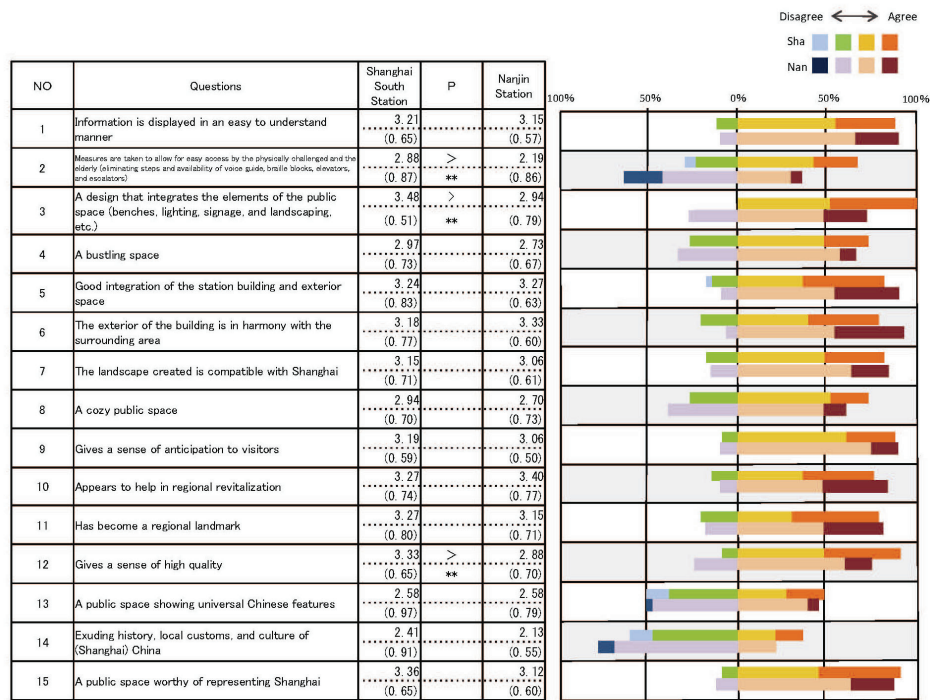 Disagree Agree
Sha
Nan
NO Questions Shanghai South Station P Nanjin Station
100% 50% 0% 50% 100%
1 Information is displayed in an easy to understand manner 3.21 (0.65) 3.15 (0.57)
2 Measures are taken to allow for easy access by the physically challenged and the elderly (eliminating steps and availability of voice guide, braille blocks, elevators, and escalators) 2.88 (0.87) > ** 2.19 (0.86)
3 A design that integrates the elements of the public space (benches, lighting, signage, and landscaping, etc.) 3.48 (0.51) > ** 2.94 (0.79)
4 A bustling space 2.97 (0.73) 2.73 (0.67)
5 Good integration of the station building and exterior space 3.24 (0.83) 3.27 (0.63)
6 The exterior of the building is in harmony with the surrounding area 3.18 (0.77) 3.33 (0.60)
7 The landscape created is compatible with Shanghai 3.15 (0.71) 3.06 (0.61)
8 A cozy public space 2.94 (0.70) 2.70 (0.73)
9 Gives a sense of anticipation to visitors 3.19 (0.59) 3.06 (0.50)
10 Appears to help in regional revitalization 3.27 (0.74) 3.40 (0.77)
11 Has become a regional landmark 3.27 (0.80) 3.15 (0.71)
12 Gives a sense of high quality 3.33 (0.65) > ** 2.88 (0.70)
13 A public space showing universal Chinese features 2.58 (0.97) 2.58 (0.79)
14 Exuding history, local customs, and culture of (Shanghai) China 2.41 (0.91) 2.13 (0.55)
15 A public space worthy of representing Shanghai 3.36 (0.65) 3.12 (0.60)